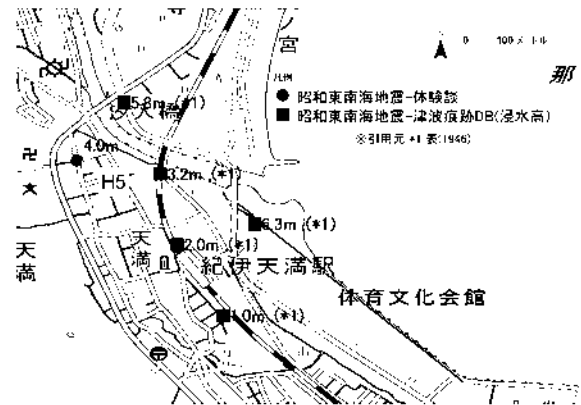 宮
0 100メートル
那
凡例
昭和東南海地震-体験談
昭和東南海地震-津波痕跡DB(浸水高)
※引用元 *1 表(1946)
5.8m (*1)
汐入橋
4.0m
3.2m (*1)
H5
6.3m (*1)
天満
2.0m (*1)
天満
紀伊天満駅
体育文化会館
1.0m (*1)